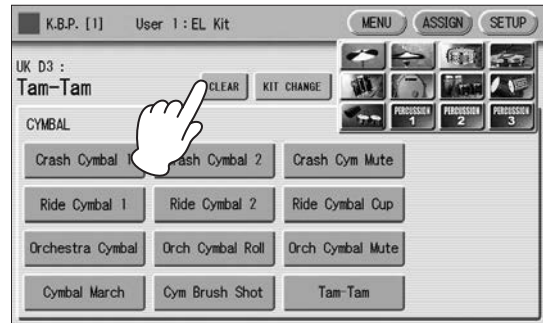 K.B.P. [1] User 1 : EL Kit MENU ASSIGN SETUP
UK D3 :
Tam-Tam CLEAR KIT CHANGE
PERCUSSION 1 PERCUSSION 2 PERCUSSION 3
CYMBAL
Crash Cymbal 1 Crash Cymbal 2 Crash Cym Mute
Ride Cymbal 1 Ride Cymbal 2 Ride Cymbal Cup
Orchestra Cymbal Orch Cymbal Roll Orch Cymbal Mute
Cymbal March Cym Brush Shot Tam-Tam